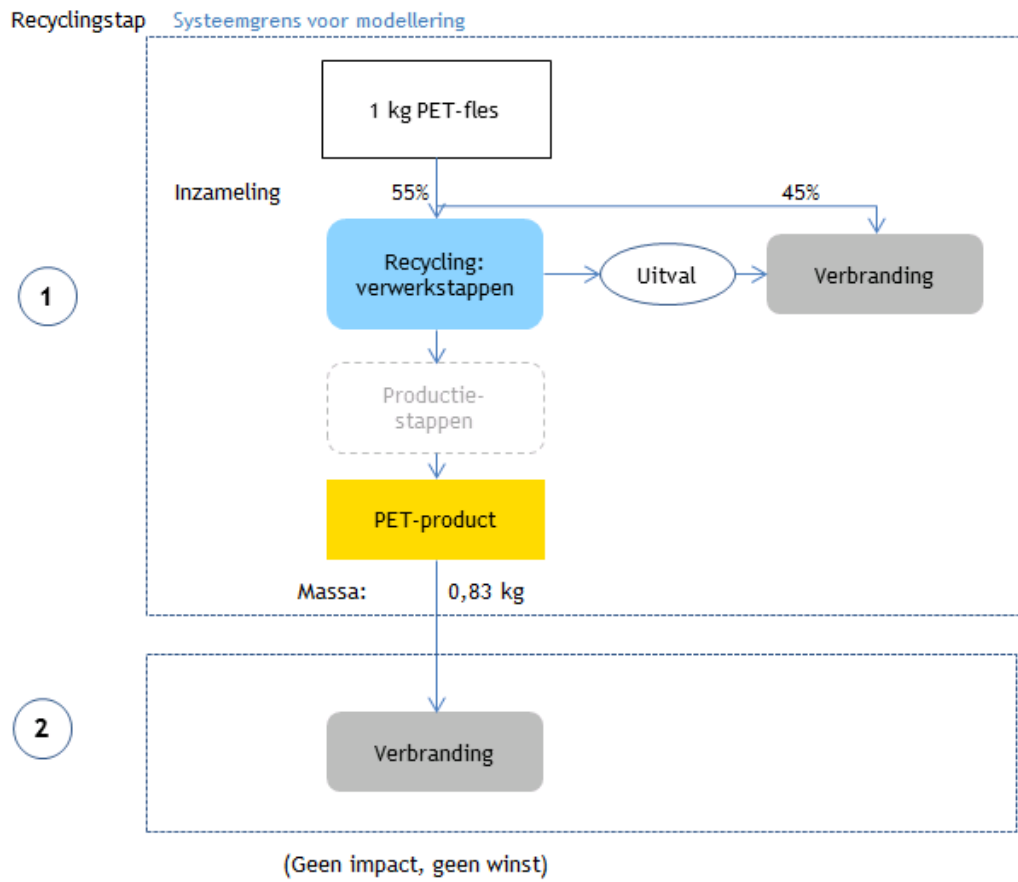 Recyclingstap Systeemgrens voor modellering
1 kg PET-fles
Inzameling 55% 45%
Recycling:
verwerkstappen
Uitval
Verbranding
1
Productie-
stappen
PET-product
Massa: 0,83 kg
2
Verbranding
(Geen impact, geen winst)